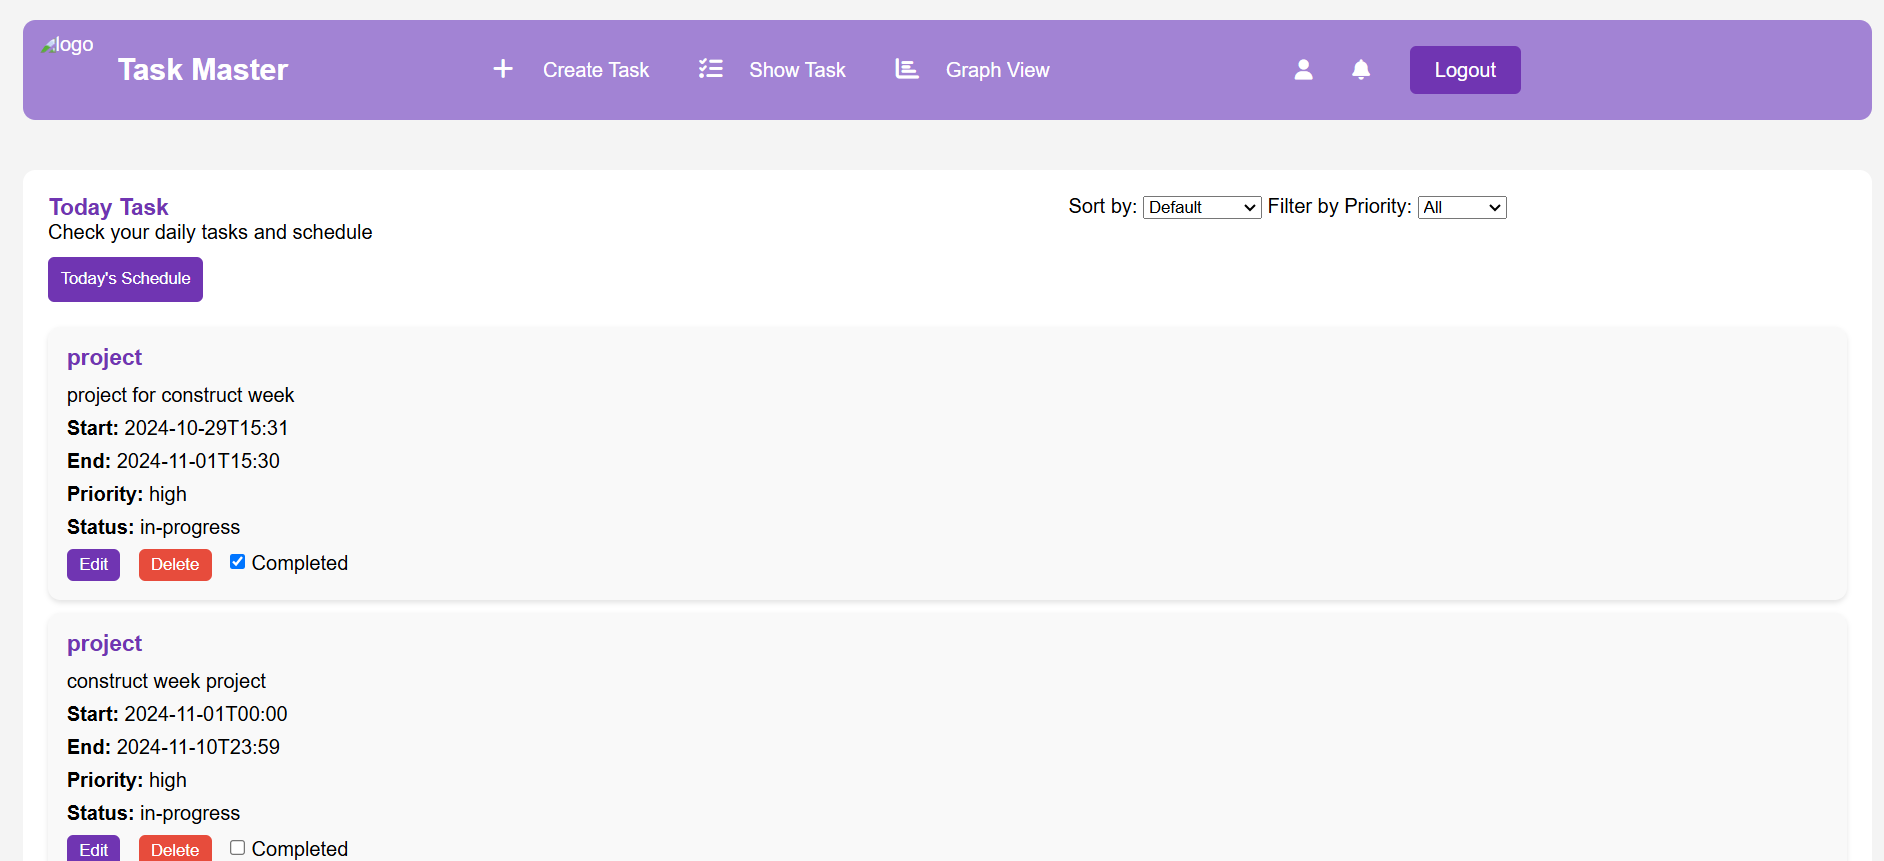 logo
Task Master
Create Task
Show Task
Graph View
Logout
Today Task
Check your daily tasks and schedule
Sort by: Default Filter by Priority: All
Today's Schedule
project
project for construct week
Start: 2024-10-29T15:31
End: 2024-11-01T15:30
Priority: high
Status: in-progress
Edit Delete Completed
project
construct week project
Start: 2024-11-01T00:00
End: 2024-11-10T23:59
Priority: high
Status: in-progress
Edit Delete Completed